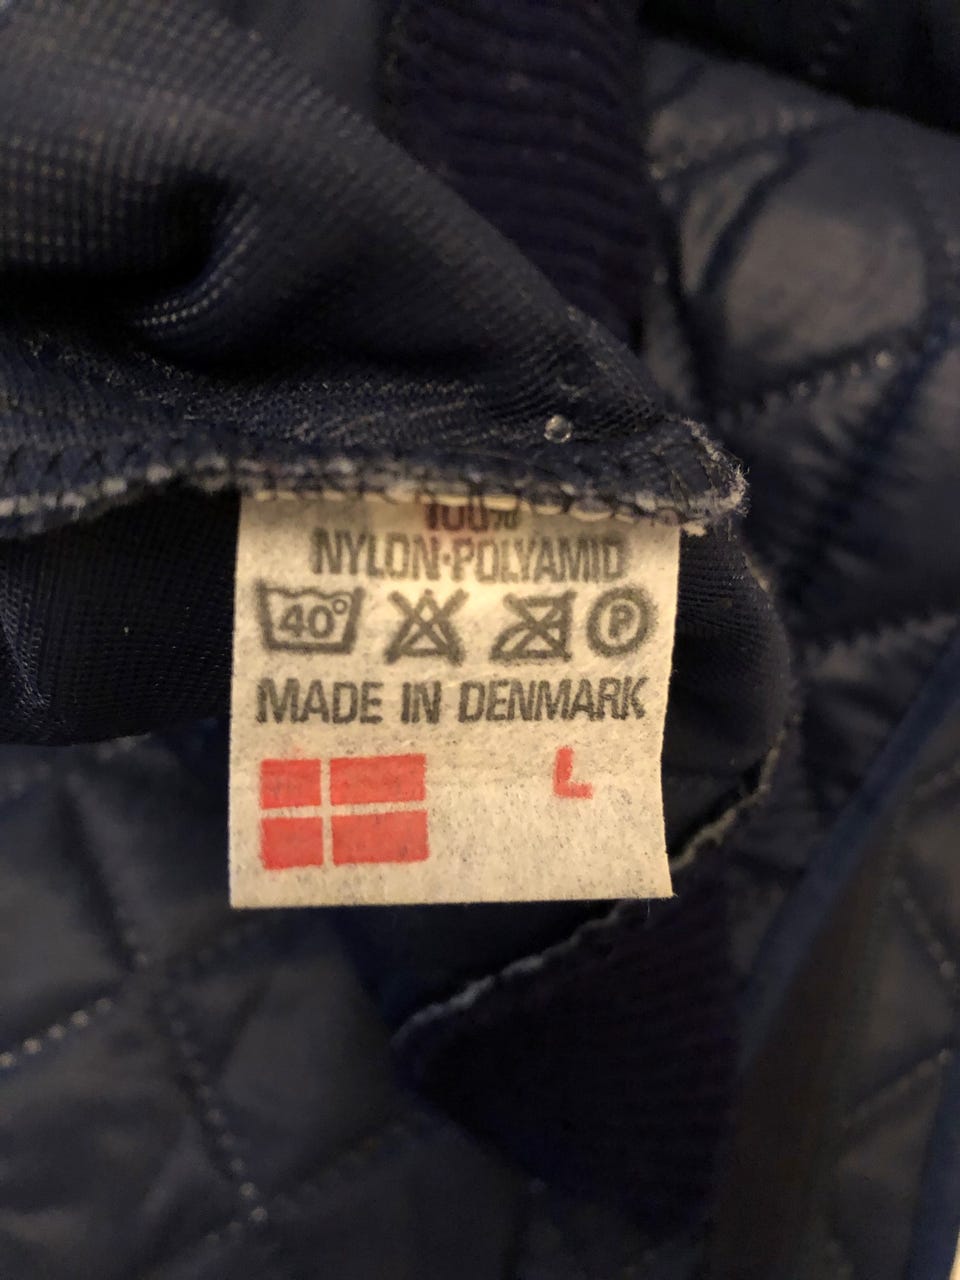 100%
NYLON-POLYAMID
40° P
MADE IN DENMARK
L